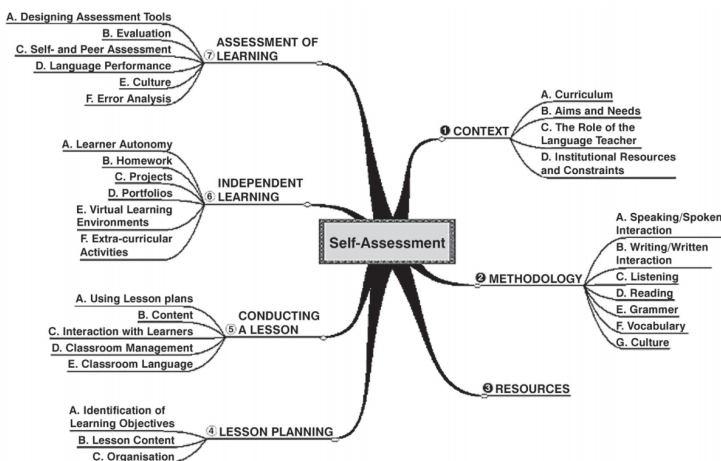 Self-Assessment
❶ CONTEXT
A. Curriculum
B. Aims and Needs
C. The Role of the
Language Teacher
D. Institutional Resources
and Constraints
❷ METHODOLOGY
A. Speaking/Spoken
Interaction
B. Writing/Written
Interaction
C. Listening
D. Reading
E. Grammer
F. Vocabulary
G. Culture
❸ RESOURCES
④ LESSON PLANNING
A. Identification of
Learning Objectives
B. Lesson Content
C. Organisation
⑤ CONDUCTING
A LESSON
A. Using Lesson plans
B. Content
C. Interaction with Learners
D. Classroom Management
E. Classroom Language
⑥ INDEPENDENT
LEARNING
A. Learner Autonomy
B. Homework
C. Projects
D. Portfolios
E. Virtual Learning
Environments
F. Extra-curricular
Activities
⑦ ASSESSMENT OF
LEARNING
A. Designing Assessment Tools
B. Evaluation
C. Self- and Peer Assessment
D. Language Performance
E. Culture
F. Error Analysis